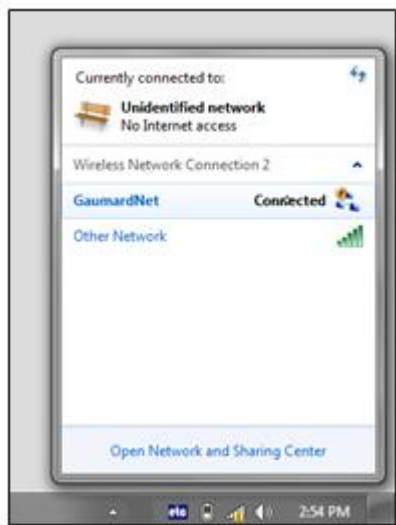 Currently connected to:
Unidentified network
No Internet access
Wireless Network Connection 2
GaumardNet Connected
Other Network
Open Network and Sharing Center
2:54 PM